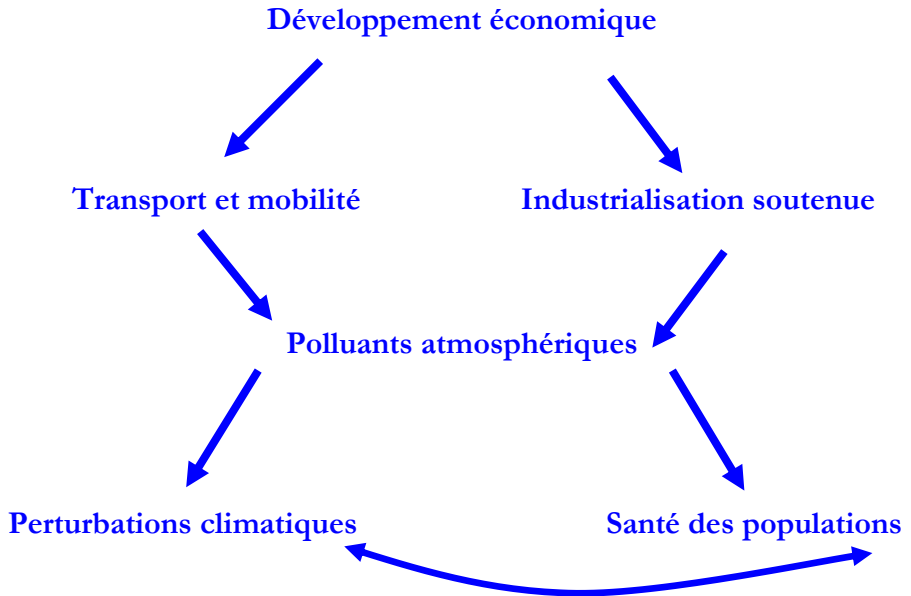 Développement économique
Transport et mobilité
Industrialisation soutenue
Polluants atmosphériques
Perturbations climatiques
Santé des populations